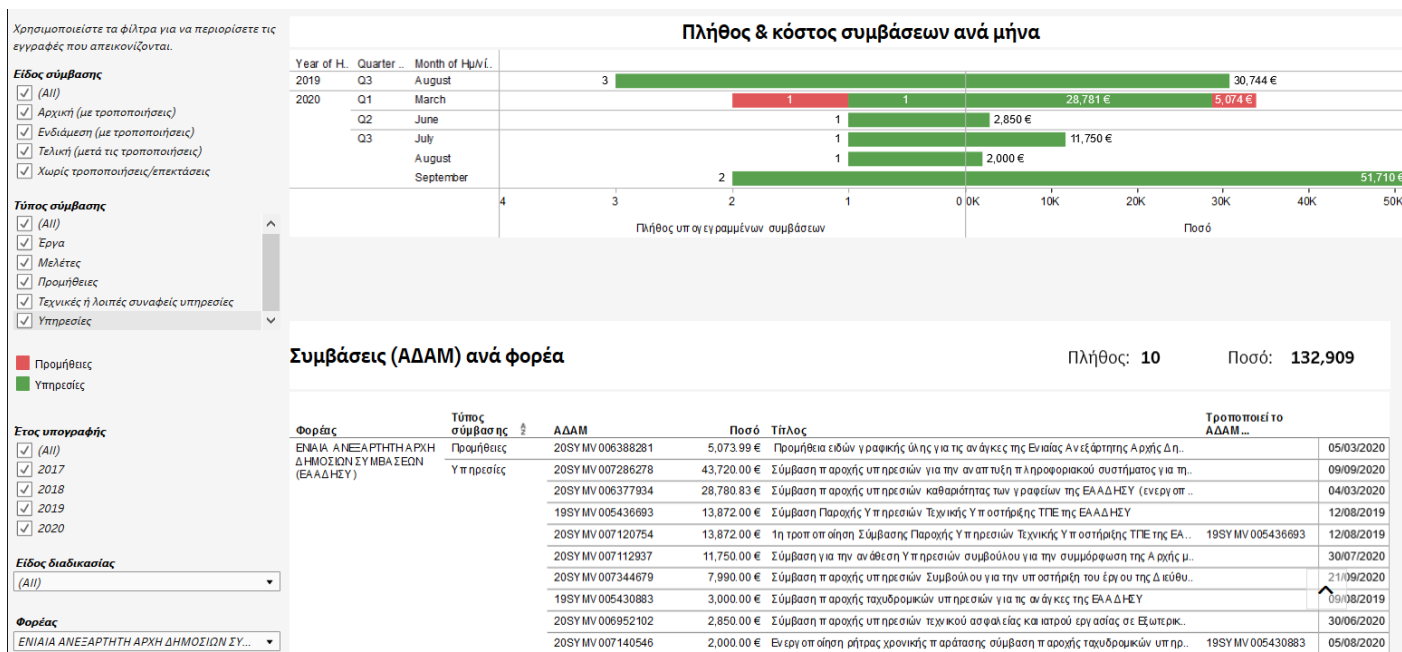 Χρησιμοποιείστε τα φίλτρα για να περιορίσετε τις
εγγραφές που απεικονίζονται.
Είδος σύμβασης
(All)
Αρχική (με τροποποιήσεις)
Ενδιάμεση (με τροποποιήσεις)
Τελική (μετά τις τροποποιήσεις)
Χωρίς τροποποιήσεις/επεκτάσεις
Τύπος σύμβασης
(All)
Έργα
Μελέτες
Προμήθειες
Τεχνικές ή λοιπές συναφείς υπηρεσίες
Υπηρεσίες
Προμήθειες
Υπηρεσίες
Έτος υπογραφής
(All)
2017
2018
2019
2020
Είδος διαδικασίας
(All)
Φορέας
ΕΝΙΑΙΑ ΑΝΕΞΑΡΤΗΤΗ ΑΡΧΗ ΔΗΜΟΣΙΩΝ ΣΥ...
Πλήθος & κόστος συμβάσεων ανά μήνα
Year of Η.. Quarter .. Month of Ημ/νί..
2019 Q3 August 3 30,744 €
2020 Q1 March 1 1 28,781 € 5,074 €
Q2 June 1 2,850 €
Q3 July 1 11,750 €
August 1 2,000 €
September 2 51,710 €
4 3 2 1 0 0K 10K 20K 30K 40K 50K
Πλήθος υπογεγραμμένων συμβάσεων Ποσό
Συμβάσεις (ΑΔΑΜ) ανά φορέα Πλήθος: 10 Ποσό: 132,909
Φορέας Τύπος σύμβασης ΑΔΑΜ Ποσό Τίτλος Τροποποιεί το ΑΔΑΜ...
ΕΝΙΑΙΑ ΑΝΕΞΑΡΤΗΤΗ ΑΡΧΗ ΔΗΜΟΣΙΩΝ ΣΥΜΒΑΣΕΩΝ (ΕΑΑΔΗΣΥ) Προμήθειες 20SYMV006388281 5,073.99 € Προμήθεια ειδών γραφικής ύλης για τις ανάγκες της Ενιαίας Ανεξάρτητης Αρχής Δη.. 05/03/2020
Υπηρεσίες 20SYMV007286278 43,720.00 € Σύμβαση παροχής υπηρεσιών για την αναπτυξη πληροφοριακού συστήματος για τη.. 09/09/2020
20SYMV006377934 28,780.83 € Σύμβαση παροχής υπηρεσιών καθαριότητας των γραφείων της ΕΑΑΔΗΣΥ (ενεργοπ.. 04/03/2020
19SYMV005436693 13,872.00 € Σύμβαση Παροχής Υπηρεσιών Τεχνικής Υποστήριξης ΤΠΕ της ΕΑΑΔΗΣΥ 12/08/2019
20SYMV007120754 13,872.00 € 1η τροποποίηση Σύμβασης Παροχής Υπηρεσιών Τεχνικής Υποστήριξης ΤΠΕ της ΕΑ.. 19SYMV005436693 12/08/2019
20SYMV007112937 11,750.00 € Σύμβαση για την ανάθεση Υπηρεσιών συμβούλου για την συμμόρφωση της Αρχής μ.. 30/07/2020
20SYMV007344679 7,990.00 € Σύμβαση παροχής υπηρεσιών Συμβούλου για την υποστήριξη του έργου της Διεύθυ.. 21/09/2020
19SYMV005430883 3,000.00 € Σύμβαση παροχής ταχυδρομικών υπηρεσιών για τις ανάγκες της ΕΑΑΔΗΣΥ 09/08/2019
20SYMV006952102 2,850.00 € Σύμβαση παροχής υπηρεσιών τεχνικού ασφαλείας και ιατρού εργασίας σε Εξωτερικ.. 30/06/2020
20SYMV007140546 2,000.00 € Ενεργοποίηση ρήτρας χρονικής παράτασης σύμβαση παροχής ταχυδρομικών υπηρ.. 19SYMV005430883 05/08/2020